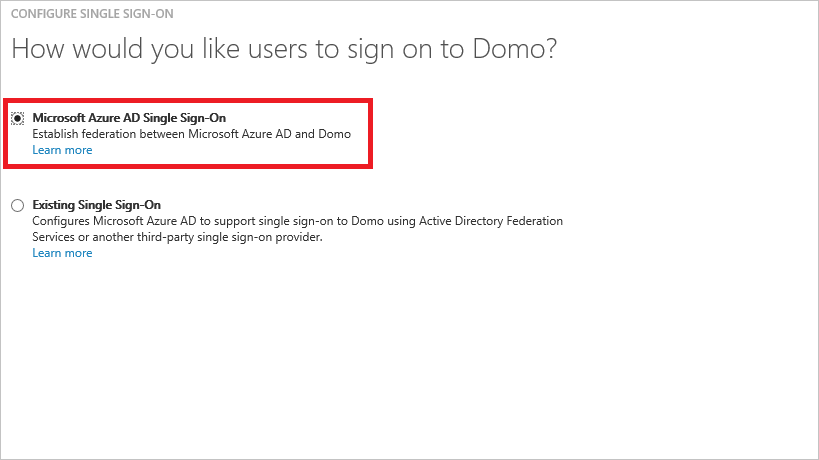 CONFIGURE SINGLE SIGN-ON
How would you like users to sign on to Domo?
Microsoft Azure AD Single Sign-On
Establish federation between Microsoft Azure AD and Domo
Learn more
Existing Single Sign-On
Configures Microsoft Azure AD to support single sign-on to Domo using Active Directory Federation
Services or another third-party single sign-on provider.
Learn more